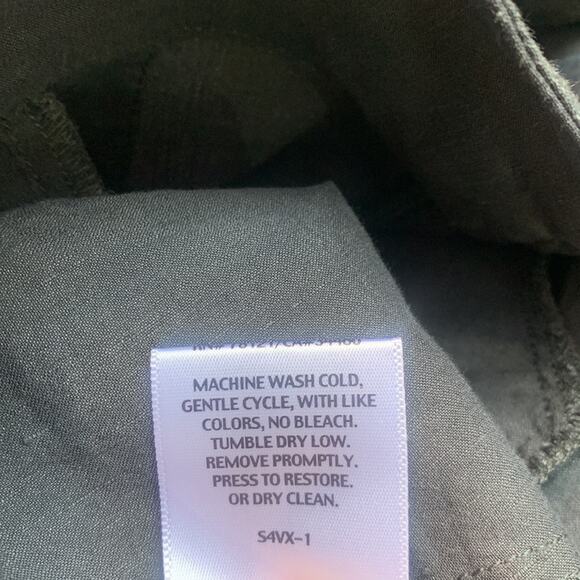 MACHINE WASH COLD,
GENTLE CYCLE, WITH LIKE
COLORS, NO BLEACH.
TUMBLE DRY LOW.
REMOVE PROMPTLY.
PRESS TO RESTORE.
OR DRY CLEAN.
S4VX-1